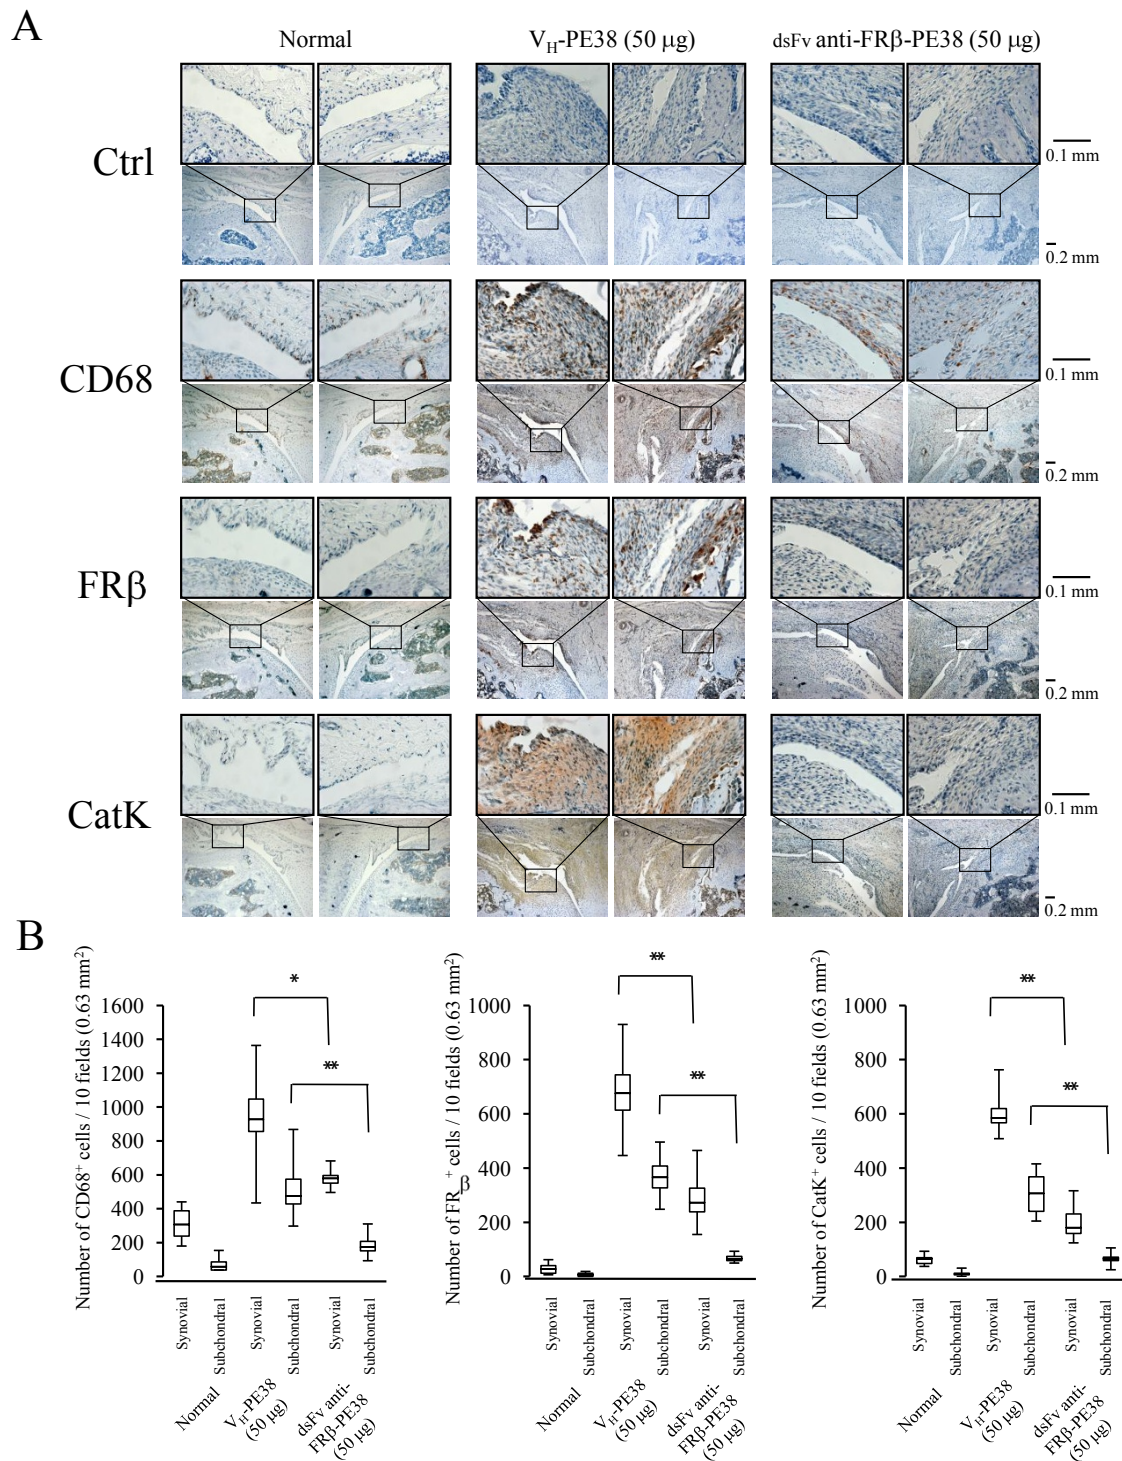 A
Normal
V_H-PE38 (50 μg)
dsFv anti-FRβ-PE38 (50 μg)
Ctrl
0.1 mm
0.2 mm
CD68
0.1 mm
0.2 mm
FRβ
0.1 mm
0.2 mm
CatK
0.1 mm
0.2 mm
B
Number of CD68⁺ cells / 10 fields (0.63 mm²)
1600
1400
1200
1000
800
600
400
200
0
*
**
Synovial
Subchondral
Synovial
Subchondral
Synovial
Subchondral
Normal
V_H-PE38
(50 μg)
dsFv anti-
FRβ-PE38
(50 μg)
Number of FRβ⁺ cells / 10 fields (0.63 mm²)
1000
800
600
400
200
0
**
**
Synovial
Subchondral
Synovial
Subchondral
Synovial
Subchondral
Normal
V_H-PE38
(50 μg)
dsFv anti-
FRβ-PE38
(50 μg)
Number of CatK⁺ cells / 10 fields (0.63 mm²)
1000
800
600
400
200
0
**
**
Synovial
Subchondral
Synovial
Subchondral
Synovial
Subchondral
Normal
V_H-PE38
(50 μg)
dsFv anti-
FRβ-PE38
(50 μg)